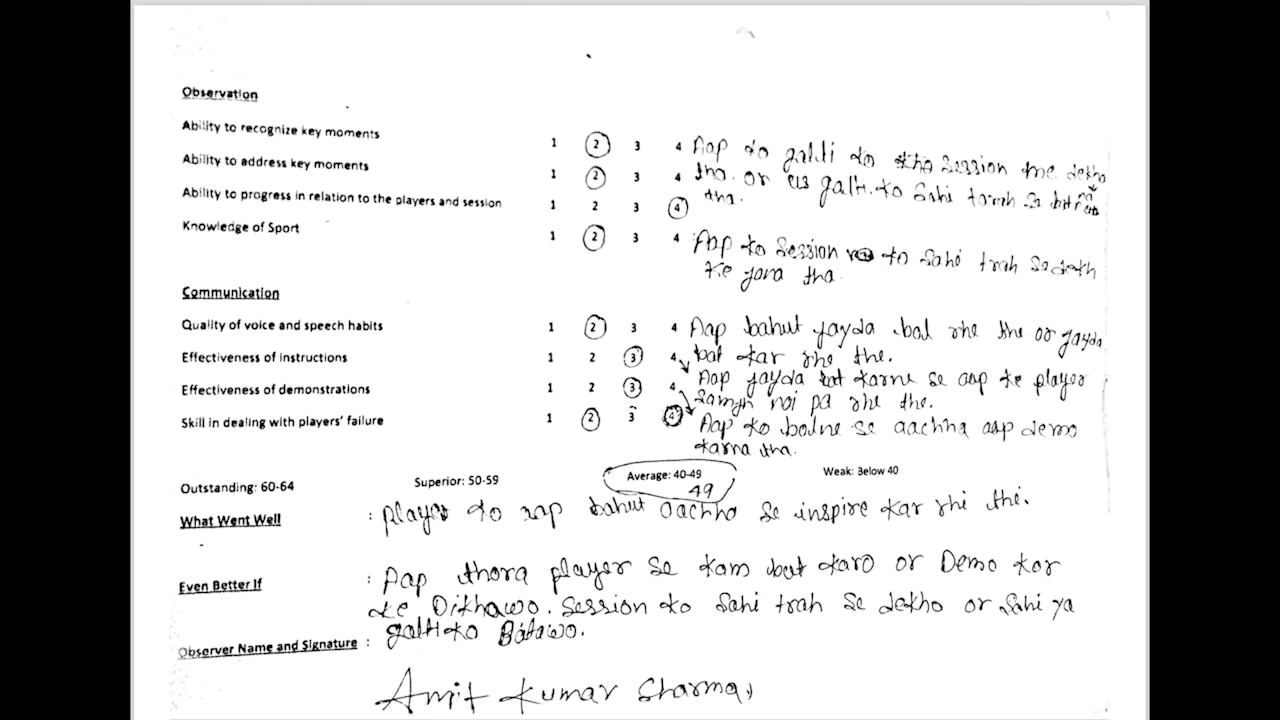 Observation
Ability to recognize key moments 1 2 3 4 Aap ko galti ko session me dekho
Ability to address key moments 1 2 3 4 tha. or us galti. ko Sahi tarah se
Ability to progress in relation to the players and session 1 2 3 4 tha.
Knowledge of Sport 1 2 3 4 Aap ko session ko Sahi trah se dekh
ke jana tha.
Communication
Quality of voice and speech habits 1 2 3 4 Aap bahut jayda bol rhe the or jayda
Effectiveness of instructions 1 2 3 4 bat kar rhe the.
Effectiveness of demonstrations 1 2 3 4 Aap jayda bat karne se aap ke player
Samgh noi pa rhe the.
Skill in dealing with players' failure 1 2 3 4 Aap ko bolne se aachha aap demo
karna tha.
Outstanding: 60-64 Superior: 50-59 Average: 40-49 Weak: Below 40
49
What Went Well : player ko aap bahut aachho se inspire kar rhi thi.
Even Better If : Aap thora player se kam bat karo or Demo kar
ke Dikhawo. Session ko Sahi trah se dekho or Sahi ya
galti ko Batawo.
Observer Name and Signature :
Amit Kumar Sharma,